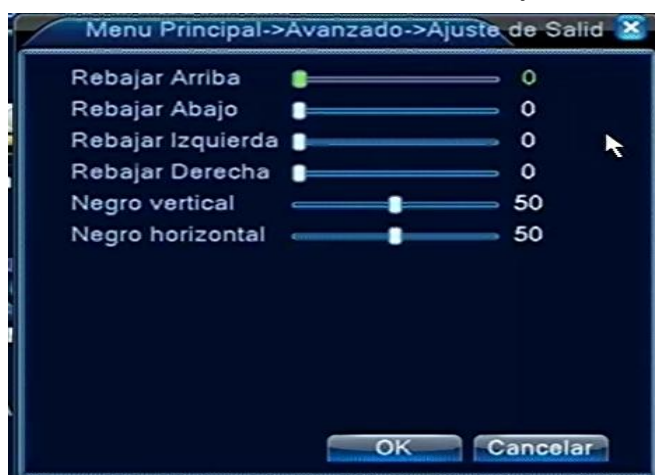 Menu Principal->Avanzado->Ajuste de Salid
Rebajar Arriba 0
Rebajar Abajo 0
Rebajar Izquierda 0
Rebajar Derecha 0
Negro vertical 50
Negro horizontal 50
OK Cancelar